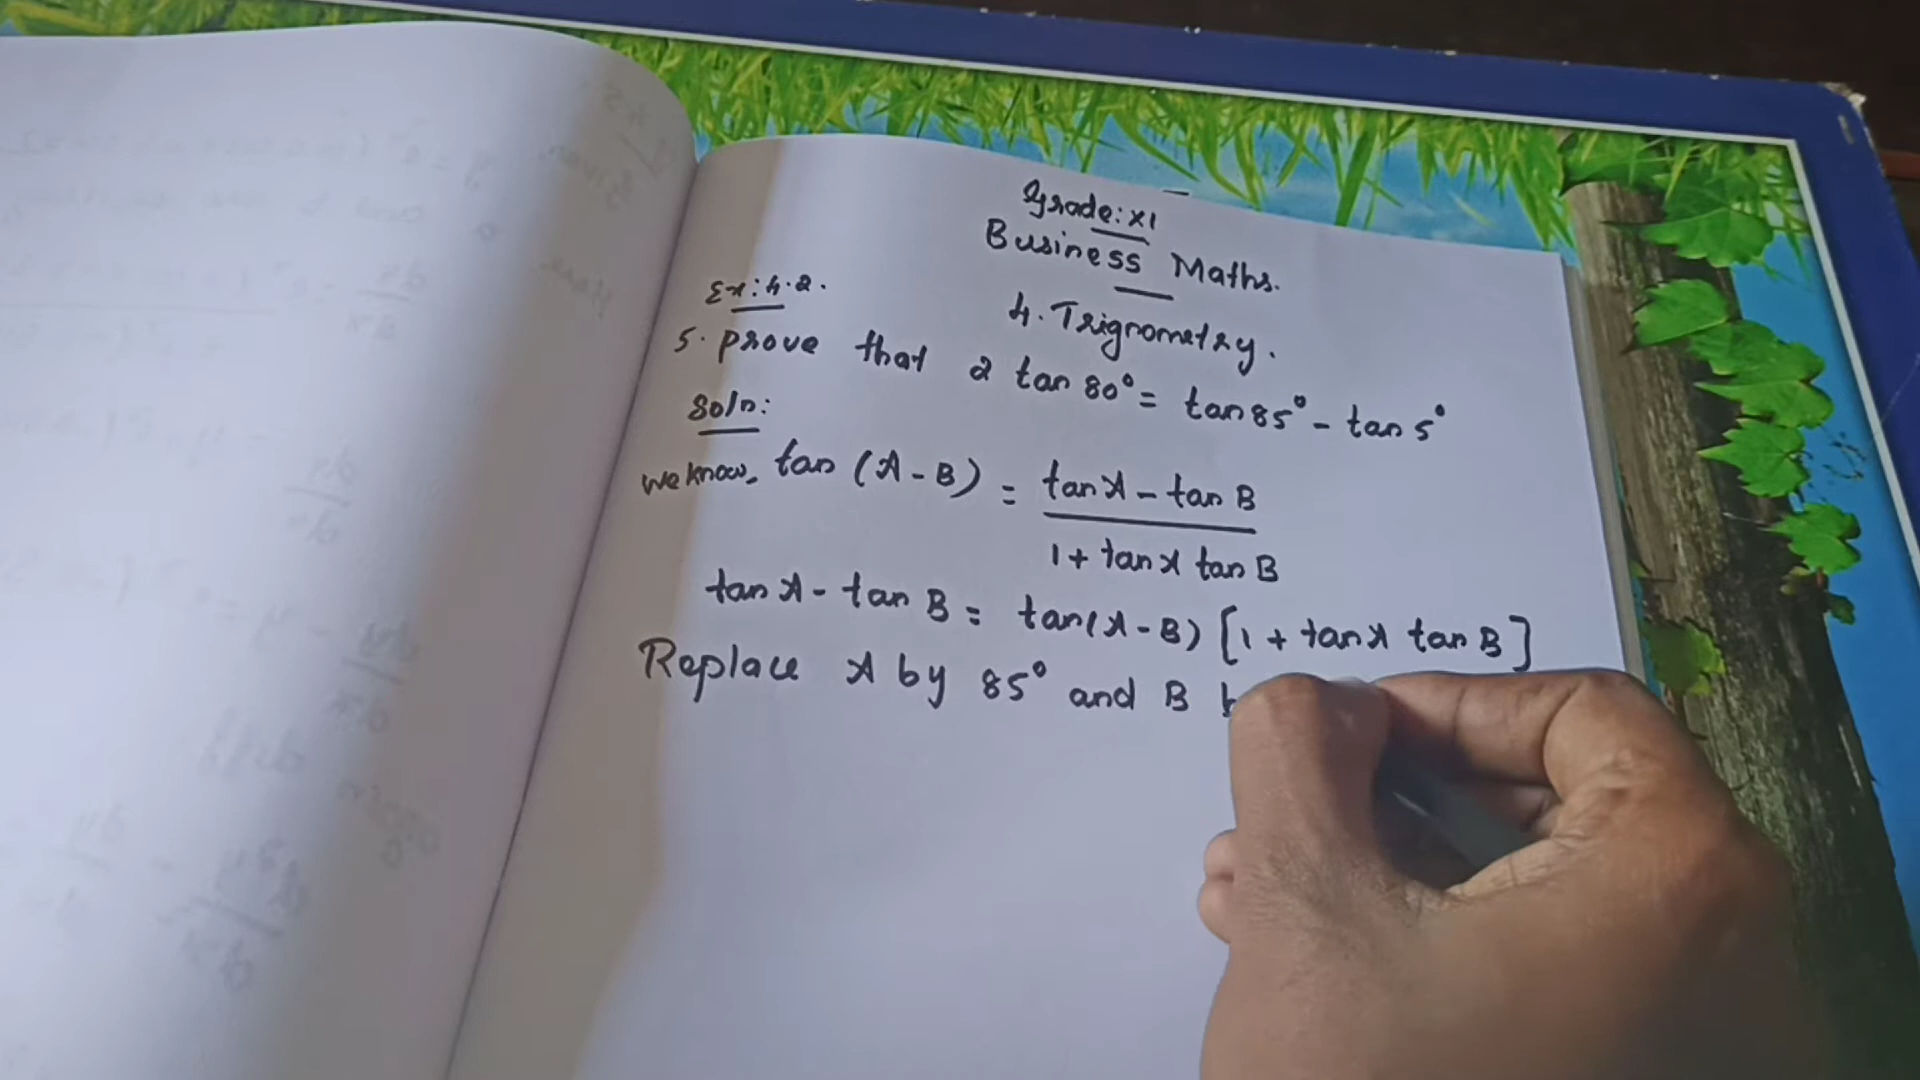 Grade: XI
Business Maths.
Ex: 4.2.
4. Trignometry.
5. Prove that 2 tan 80° = tan 85° - tan 5°
Soln:
We know, tan (A - B) = tan A - tan B
1 + tan A tan B
tan A - tan B = tan (A - B) [1 + tan A tan B]
Replace A by 85° and B b